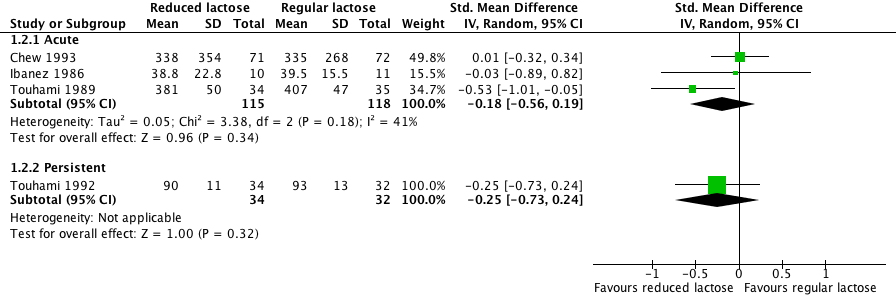 Reduced lactose Regular lactose Std. Mean Difference Std. Mean Difference
Study or Subgroup Mean SD Total Mean SD Total Weight IV, Random, 95% CI IV, Random, 95% CI
1.2.1 Acute
Chew 1993 338 354 71 335 268 72 49.8% 0.01 [-0.32, 0.34]
Ibanez 1986 38.8 22.8 10 39.5 15.5 11 15.5% -0.03 [-0.89, 0.82]
Touhami 1989 381 50 34 407 47 35 34.7% -0.53 [-1.01, -0.05]
Subtotal (95% CI) 115 118 100.0% -0.18 [-0.56, 0.19]
Heterogeneity: Tau² = 0.05; Chi² = 3.38, df = 2 (P = 0.18); I² = 41%
Test for overall effect: Z = 0.96 (P = 0.34)
1.2.2 Persistent
Touhami 1992 90 11 34 93 13 32 100.0% -0.25 [-0.73, 0.24]
Subtotal (95% CI) 34 32 100.0% -0.25 [-0.73, 0.24]
Heterogeneity: Not applicable
Test for overall effect: Z = 1.00 (P = 0.32)
-1 -0.5 0 0.5 1
Favours reduced lactose Favours regular lactose